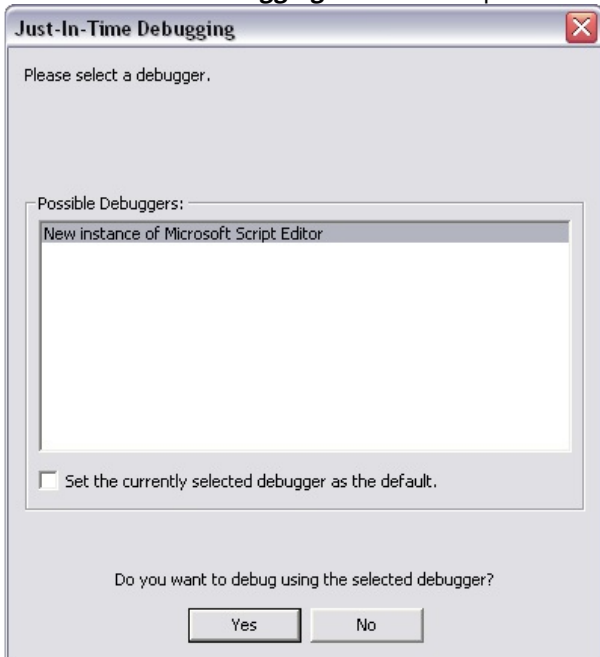 Just-In-Time Debugging
Please select a debugger.
Possible Debuggers:
New instance of Microsoft Script Editor
Set the currently selected debugger as the default.
Do you want to debug using the selected debugger?
Yes No